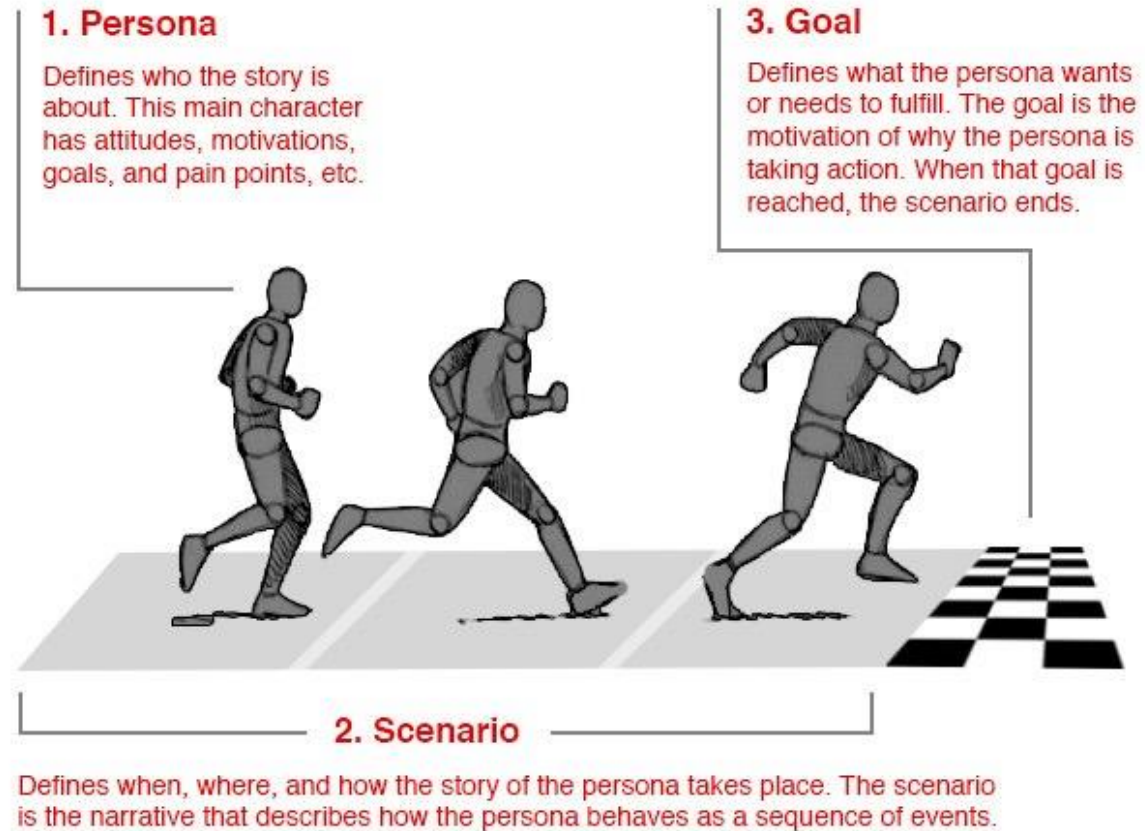 1. Persona
Defines who the story is
about. This main character
has attitudes, motivations,
goals, and pain points, etc.
3. Goal
Defines what the persona wants
or needs to fulfill. The goal is the
motivation of why the persona is
taking action. When that goal is
reached, the scenario ends.
2. Scenario
Defines when, where, and how the story of the persona takes place. The scenario
is the narrative that describes how the persona behaves as a sequence of events.